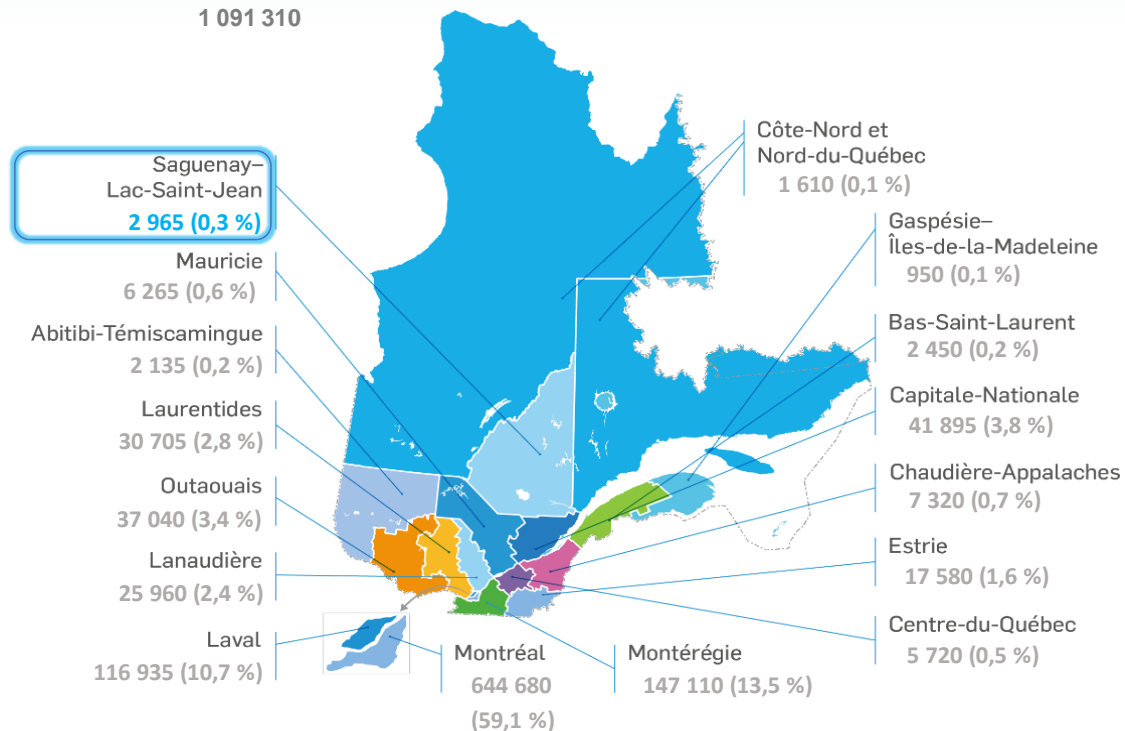 1 091 310
Saguenay–
Lac-Saint-Jean
2 965 (0,3 %)
Mauricie
6 265 (0,6 %)
Abitibi-Témiscamingue
2 135 (0,2 %)
Laurentides
30 705 (2,8 %)
Outaouais
37 040 (3,4 %)
Lanaudière
25 960 (2,4 %)
Laval
116 935 (10,7 %)
Montréal
644 680
(59,1 %)
Montérégie
147 110 (13,5 %)
Côte-Nord et
Nord-du-Québec
1 610 (0,1 %)
Gaspésie–
Îles-de-la-Madeleine
950 (0,1 %)
Bas-Saint-Laurent
2 450 (0,2 %)
Capitale-Nationale
41 895 (3,8 %)
Chaudière-Appalaches
7 320 (0,7 %)
Estrie
17 580 (1,6 %)
Centre-du-Québec
5 720 (0,5 %)